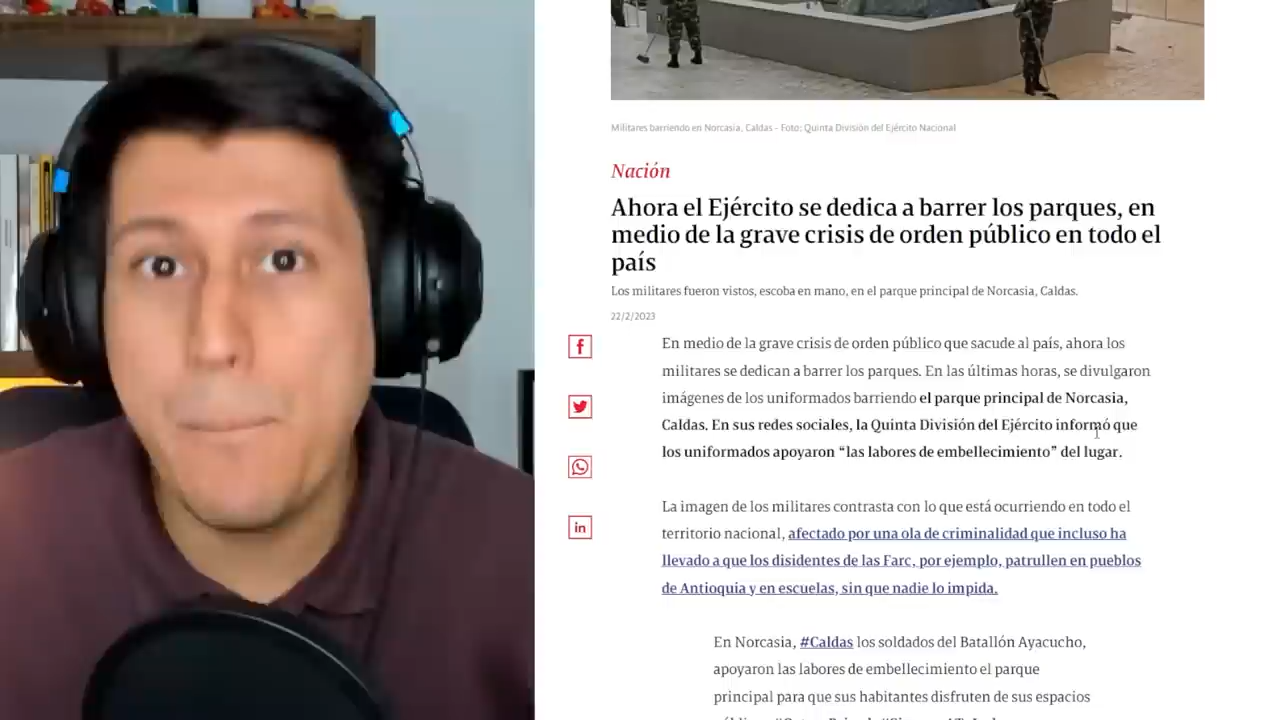 Militares barriendo en Norcasia, Caldas - Foto: Quinta División del Ejército Nacional
Nación
Ahora el Ejército se dedica a barrer los parques, en
medio de la grave crisis de orden público en todo el
país
Los militares fueron vistos, escoba en mano, en el parque principal de Norcasia, Caldas.
22/2/2023
En medio de la grave crisis de orden público que sacude al país, ahora los
militares se dedican a barrer los parques. En las últimas horas, se divulgaron
imágenes de los uniformados barriendo el parque principal de Norcasia,
Caldas. En sus redes sociales, la Quinta División del Ejército informó que
los uniformados apoyaron “las labores de embellecimiento” del lugar.
La imagen de los militares contrasta con lo que está ocurriendo en todo el
territorio nacional, afectado por una ola de criminalidad que incluso ha
llevado a que los disidentes de las Farc, por ejemplo, patrullen en pueblos
de Antioquia y en escuelas, sin que nadie lo impida.
En Norcasia, #Caldas los soldados del Batallón Ayacucho,
apoyaron las labores de embellecimiento el parque
principal para que sus habitantes disfruten de sus espacios